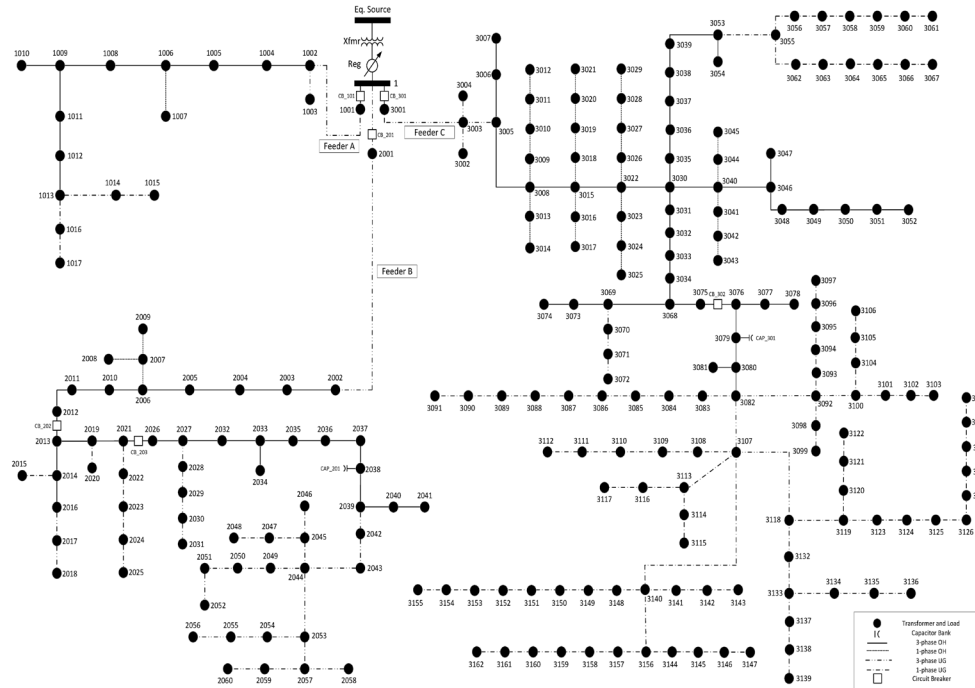 Eq. Source
Xfmr
Reg
1
CB_101
CB_301
1001
3001
CB_201
2001
Feeder A
Feeder B
Feeder C
1010 1009 1008 1006 1005 1004 1002
1003
1007
1011
1012
1013 1014 1015
1016
1017
3007
3006
3004
3003
3002
3005
3012
3011
3010
3009
3008
3013
3014
3021
3020
3019
3018
3015
3016
3017
3029
3028
3027
3026
3022
3023
3024
3025
3039
3038
3037
3036
3035
3030
3031
3032
3033
3034
3053
3054
3055
3056 3057 3058 3059 3060 3061
3062 3063 3064 3065 3066 3067
3045
3044
3040
3041
3042
3043
3047
3046
3048 3049 3050 3051 3052
3074 3073 3069 3068 3075
CB_302
3076 3077 3078
3070
3071
3072
3079
CAP_301
3081 3080
3097
3096
3095
3094
3093
3106
3105
3104
3091 3090 3089 3088 3087 3086 3085 3084 3083 3082 3092 3100 3101 3102 3103
3098
3099
3112 3111 3110 3109 3108 3107
3117 3116 3113
3114
3115
3122
3121
3120
3118 3119 3123 3124 3125 3126
3132
3133 3134 3135 3136
3137
3138
3139
3155 3154 3153 3152 3151 3150 3149 3148 3140 3141 3142 3143
3162 3161 3160 3159 3158 3157 3156 3144 3145 3146 3147
2009
2008 2007
2011 2010 2006 2005 2004 2003 2002
2012
CB_202
2013 2019 2021
CB_203
2026 2027 2032 2033 2035 2036 2037
2020
2034
2015 2014
2016
2017
2018
2022
2023
2024
2025
2028
2029
2030
2031
CAP_201
2038
2039 2040 2041
2042
2043
2046
2048 2047 2045
2051 2050 2049 2044
2052
2056 2055 2054 2053
2060 2059 2057 2058
Transformer and Load
Capacitor Bank
3-phase OH
1-phase OH
3-phase UG
1-phase UG
Circuit Breaker